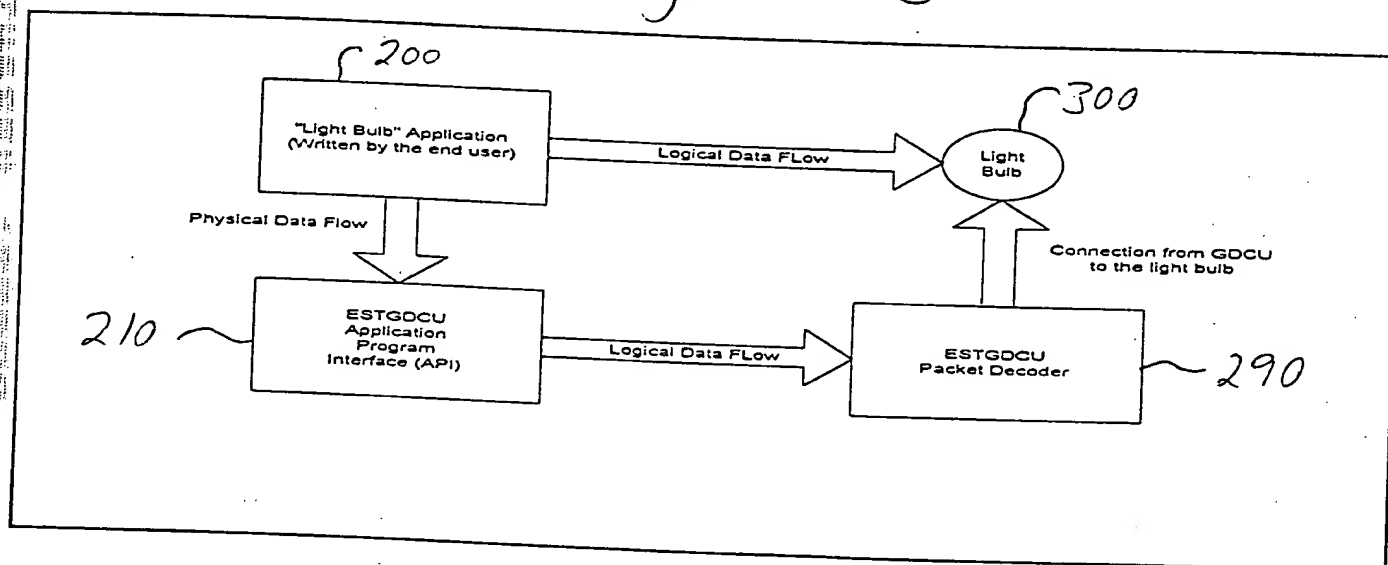 200
300
"Light Bulb" Application
(Written by the end user)
Logical Data FLow
Light
Bulb
Physical Data Flow
Connection from GDCU
to the light bulb
210
ESTGDCU
Application
Program
Interface (API)
Logical Data FLow
ESTGDCU
Packet Decoder
290